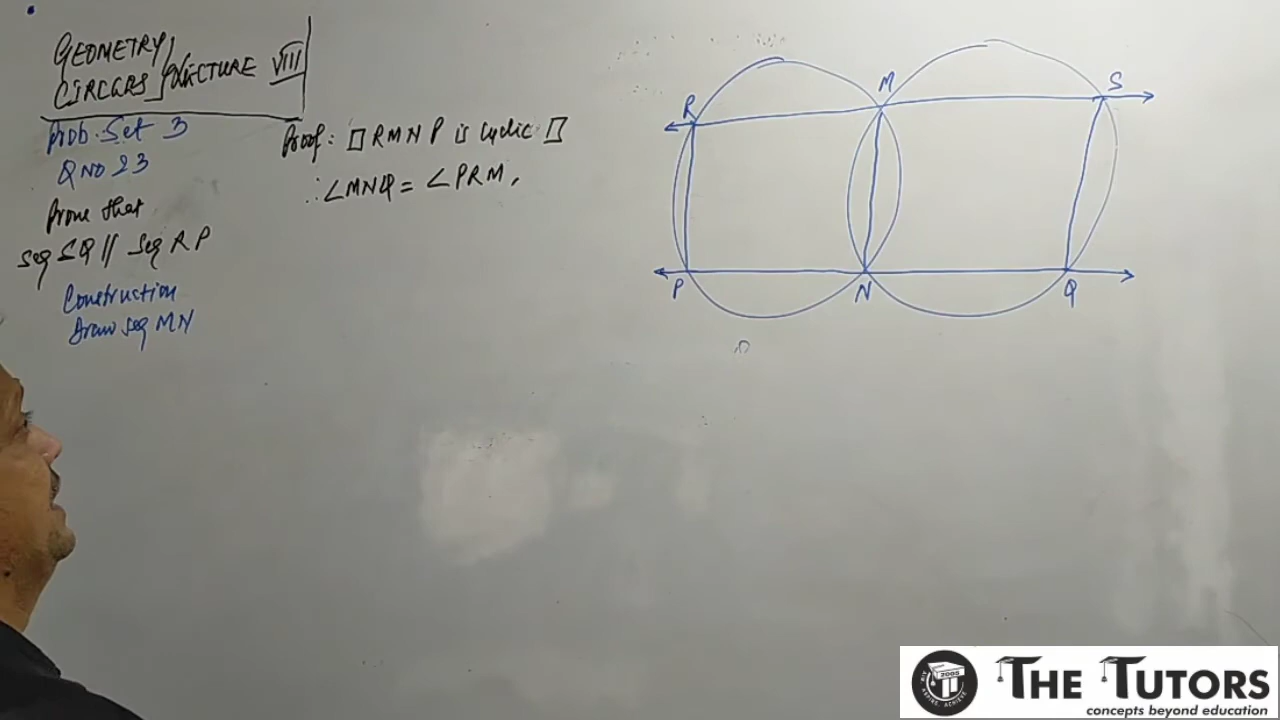 GEOMETRY
CIRCLES LECTURE VIII
Prob. Set 3
Q NO 23
Prove that
seg SQ // seg RP
Construction
Draw seg MN
Proof: □ RMNP is cyclic □
∴ ∠MNQ = ∠PRM,
R M S
P N Q
2005
THE TUTORS
concepts beyond education